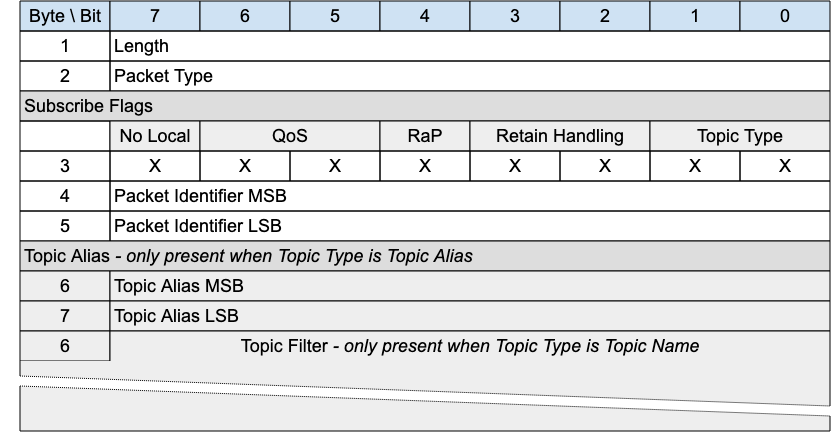 Byte \ Bit 7 6 5 4 3 2 1 0
1 Length
2 Packet Type
Subscribe Flags
No Local QoS RaP Retain Handling Topic Type
3 X X X X X X X X
4 Packet Identifier MSB
5 Packet Identifier LSB
Topic Alias - only present when Topic Type is Topic Alias
6 Topic Alias MSB
7 Topic Alias LSB
6 Topic Filter - only present when Topic Type is Topic Name